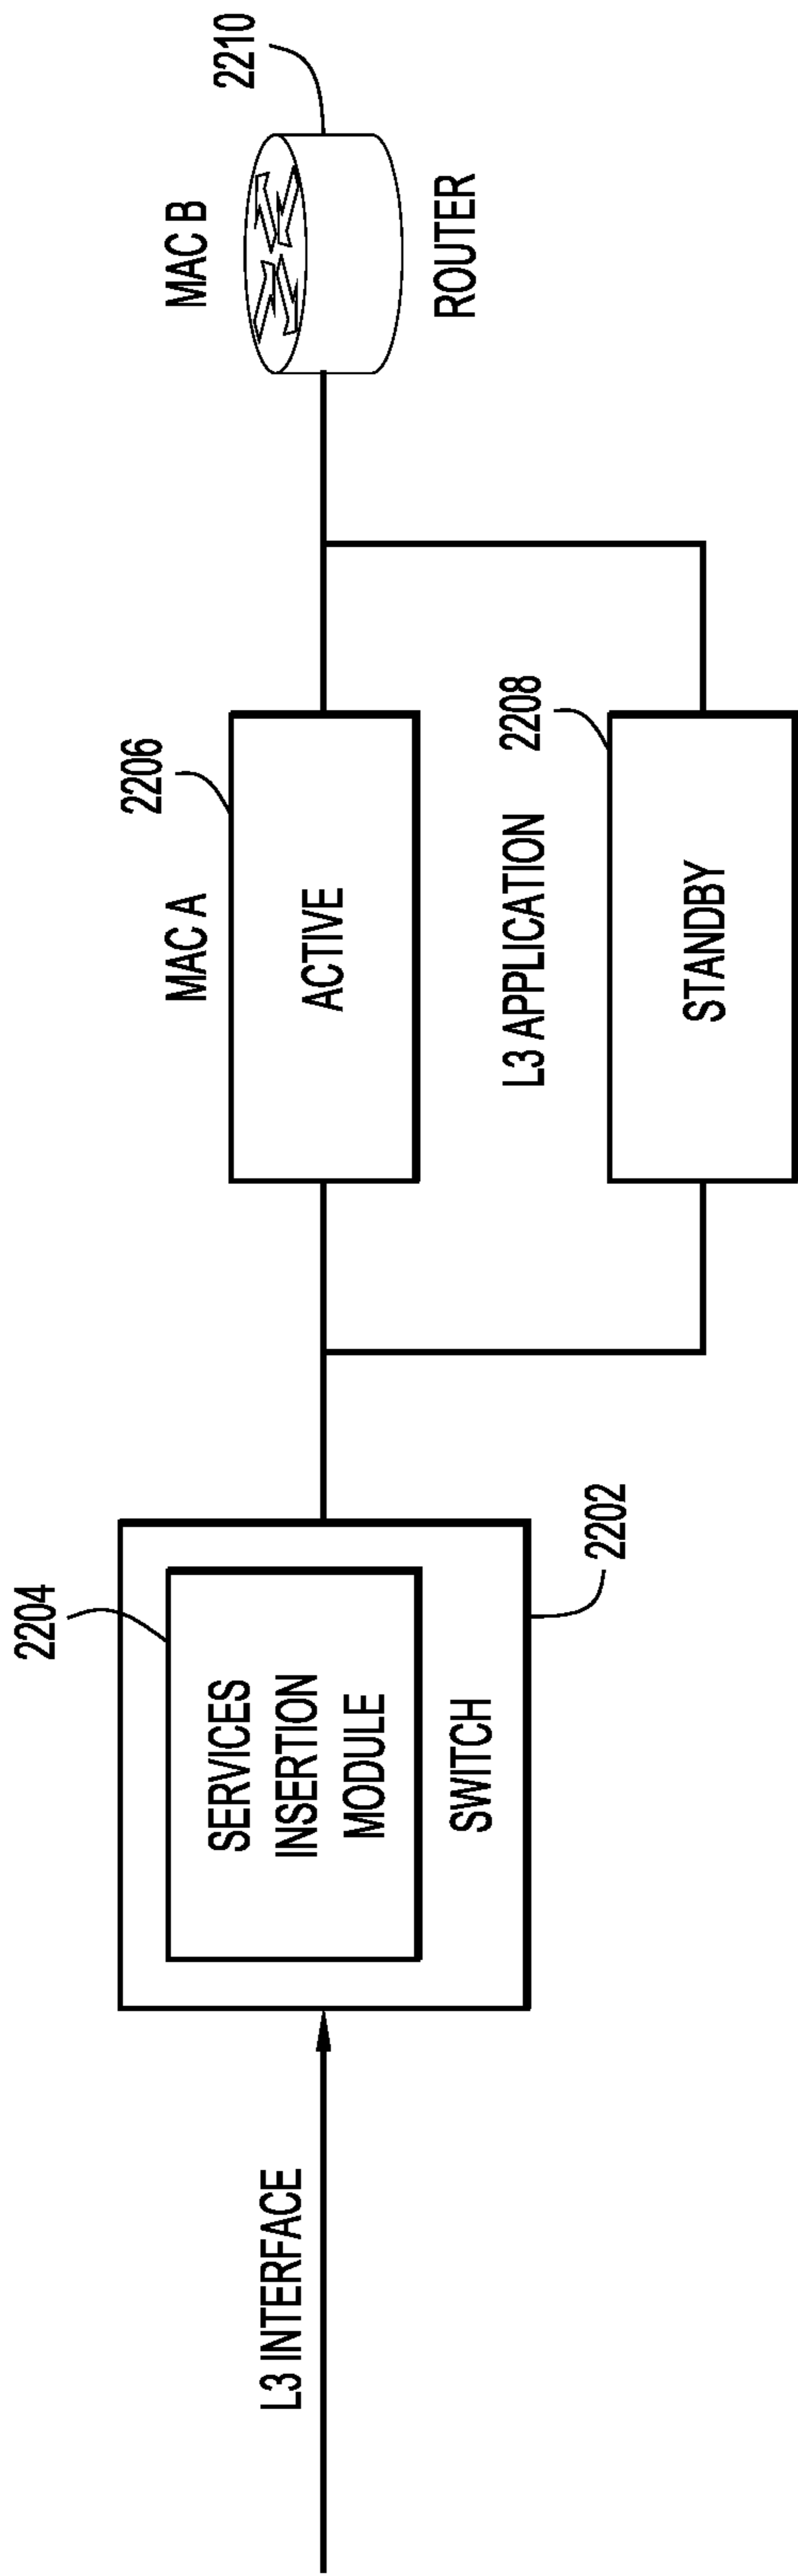 L3 INTERFACE
2204
SERVICES
INSERTION
MODULE
SWITCH
2202
MAC A
2206
ACTIVE
L3 APPLICATION
2208
STANDBY
MAC B
2210
ROUTER